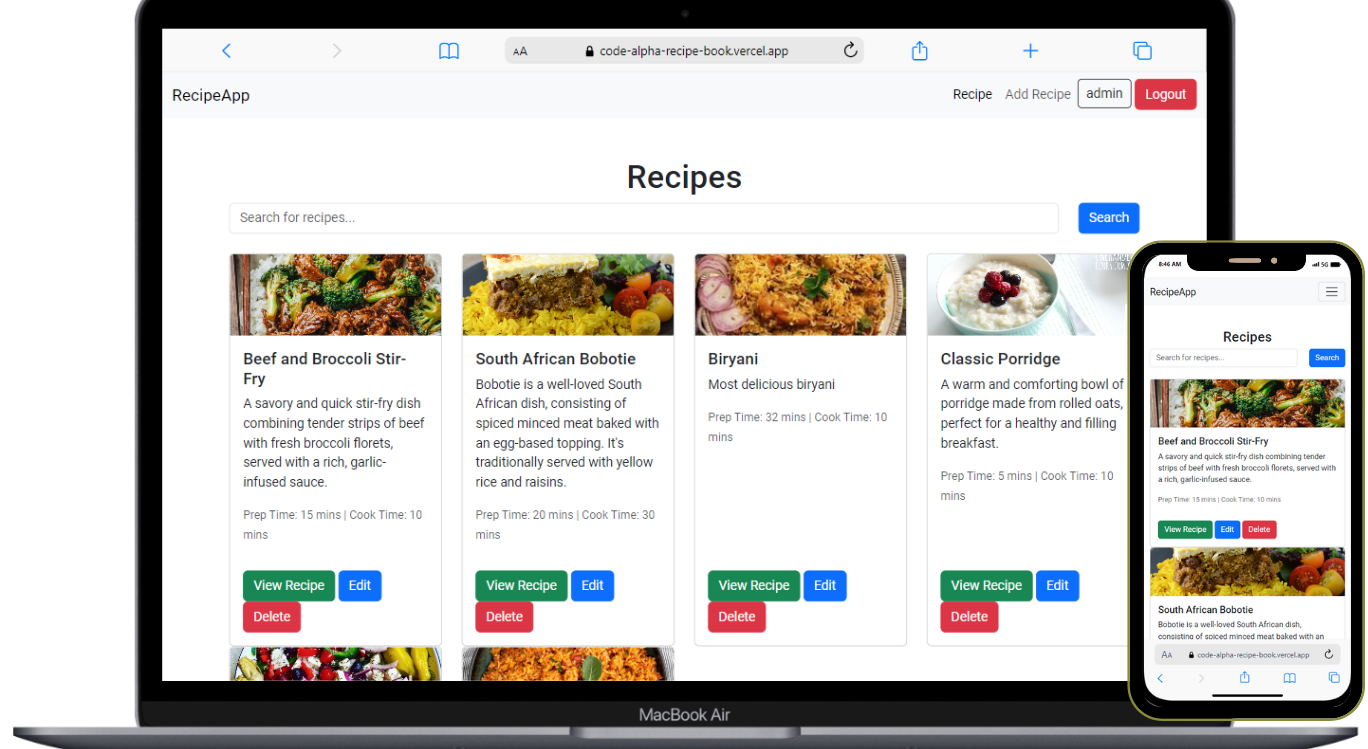 AA code-alpha-recipe-book.vercel.app
RecipeApp Recipe Add Recipe admin Logout
Recipes
Search for recipes... Search
Beef and Broccoli Stir-
Fry
A savory and quick stir-fry dish
combining tender strips of beef
with fresh broccoli florets,
served with a rich, garlic-
infused sauce.
Prep Time: 15 mins | Cook Time: 10
mins
View Recipe Edit
Delete
South African Bobotie
Bobotie is a well-loved South
African dish, consisting of
spiced minced meat baked with
an egg-based topping. It's
traditionally served with yellow
rice and raisins.
Prep Time: 20 mins | Cook Time: 30
mins
View Recipe Edit
Delete
Biryani
Most delicious biryani
Prep Time: 32 mins | Cook Time: 10
mins
View Recipe Edit
Delete
Classic Porridge
A warm and comforting bowl of
porridge made from rolled oats,
perfect for a healthy and filling
breakfast.
Prep Time: 5 mins | Cook Time: 10
mins
View Recipe Edit
Delete
MacBook Air
8:46 AM 5G
RecipeApp
Recipes
Search for recipes... Search
Beef and Broccoli Stir-Fry
A savory and quick stir-fry dish combining tender
strips of beef with fresh broccoli florets, served with
a rich, garlic-infused sauce.
Prep Time: 15 mins | Cook Time: 10 mins
View Recipe Edit Delete
South African Bobotie
Bobotie is a well-loved South African dish,
consisting of spiced minced meat baked with an
AA code-alpha-recipe-book.vercel.app